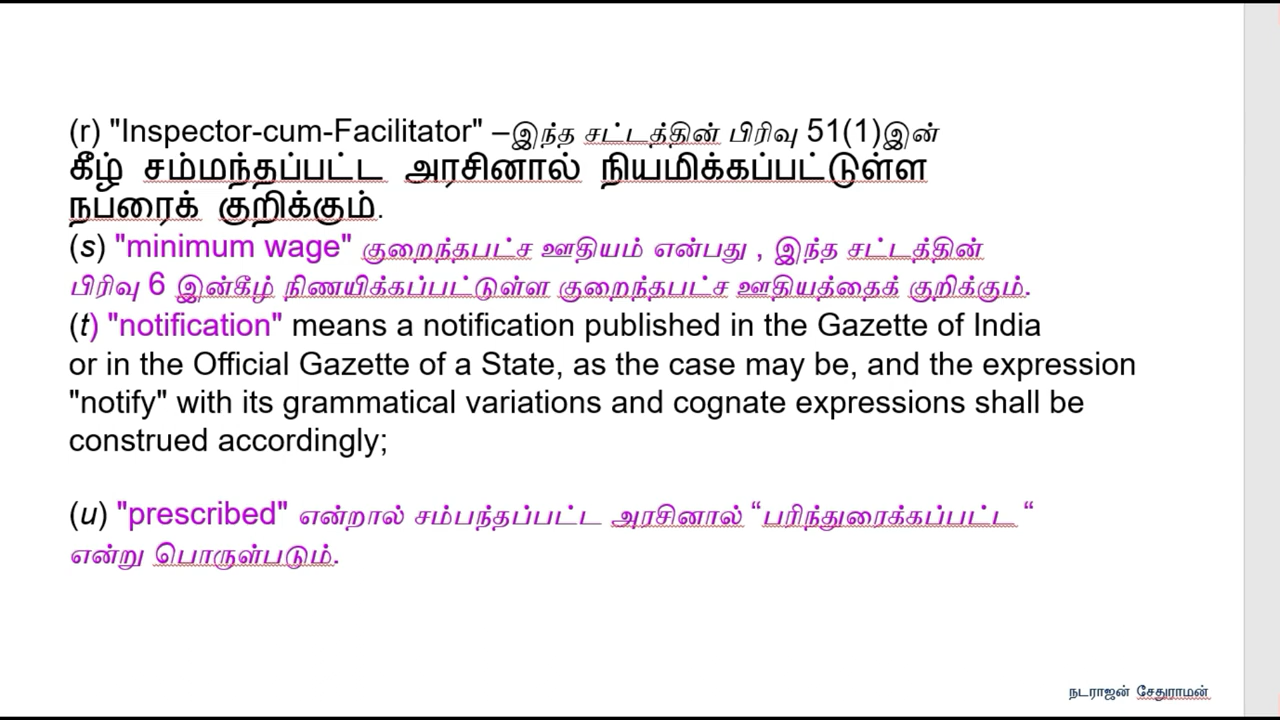 (r) "Inspector-cum-Facilitator" –இந்த சட்டத்தின் பிரிவு 51(1)இன்
கீழ் சம்மந்தப்பட்ட அரசினால் நியமிக்கப்பட்டுள்ள
நபரைக் குறிக்கும்.
(s) "minimum wage" குறைந்தபட்ச ஊதியம் என்பது , இந்த சட்டத்தின்
பிரிவு 6 இன்கீழ் நிணயிக்கப்பட்டுள்ள குறைந்தபட்ச ஊதியத்தைக் குறிக்கும்.
(t) "notification" means a notification published in the Gazette of India
or in the Official Gazette of a State, as the case may be, and the expression
"notify" with its grammatical variations and cognate expressions shall be
construed accordingly;
(u) "prescribed" என்றால் சம்பந்தப்பட்ட அரசினால் “பரிந்துரைக்கப்பட்ட “
என்று பொருள்படும்.
நடராஜன் சேதுராமன்